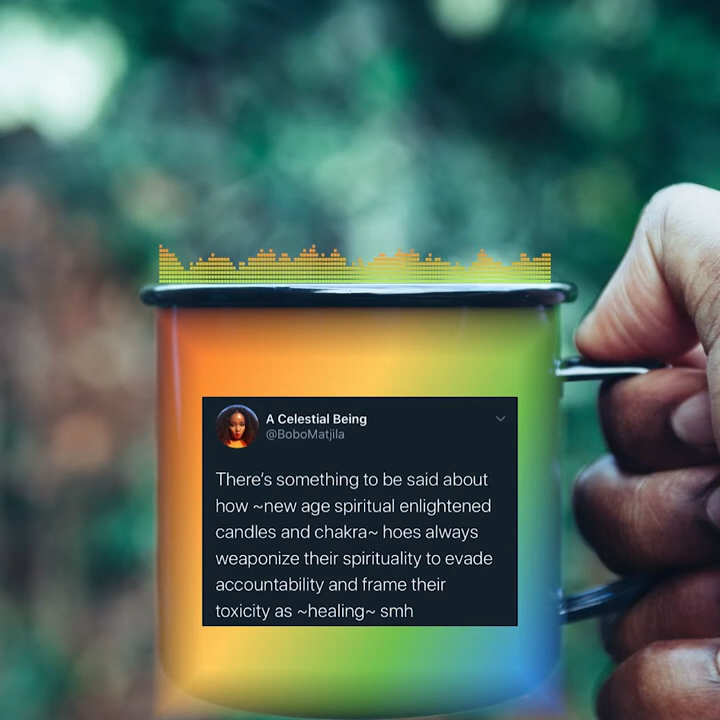 A Celestial Being
@BoboMatjila
There's something to be said about
how ~new age spiritual enlightened
candles and chakra~ hoes always
weaponize their spirituality to evade
accountability and frame their
toxicity as ~healing~ smh